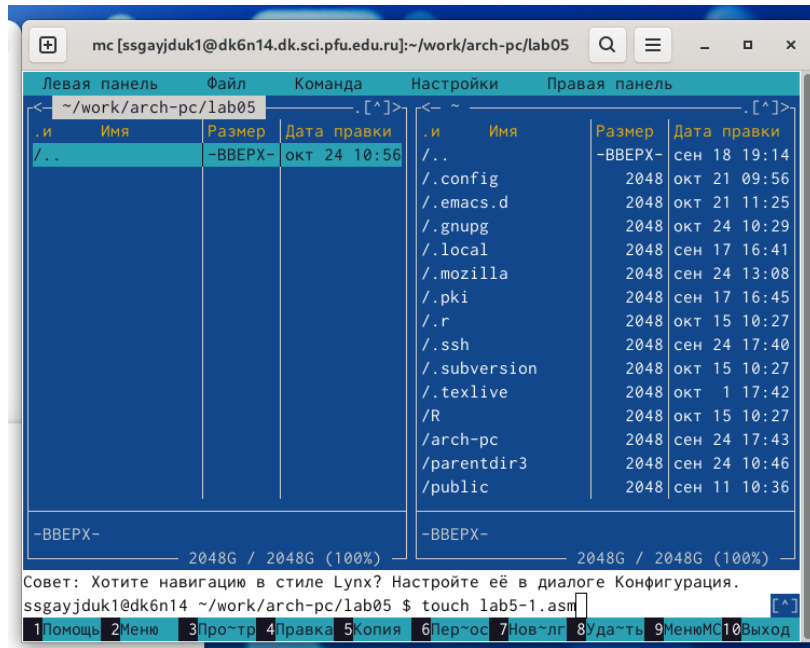 mc [ssgayjduk1@dk6n14.dk.sci.pfu.edu.ru]:~/work/arch-pc/lab05
Левая панель Файл Команда Настройки Правая панель
<— ~/work/arch-pc/lab05 .[^]> <— ~ .[^]>
.и Имя Размер Дата правки .и Имя Размер Дата правки
/.. -ВВЕРХ- окт 24 10:56 /.. -ВВЕРХ- сен 18 19:14
/.config 2048 окт 21 09:56
/.emacs.d 2048 окт 21 11:25
/.gnupg 2048 окт 24 10:29
/.local 2048 сен 17 16:41
/.mozilla 2048 сен 24 13:08
/.pki 2048 сен 17 16:45
/.r 2048 окт 15 10:27
/.ssh 2048 сен 24 17:40
/.subversion 2048 окт 15 10:27
/.texlive 2048 окт 1 17:42
/R 2048 окт 15 10:27
/arch-pc 2048 сен 24 17:43
/parentdir3 2048 сен 24 10:46
/public 2048 сен 11 10:36
-ВВЕРХ- -ВВЕРХ-
2048G / 2048G (100%) 2048G / 2048G (100%)
Совет: Хотите навигацию в стиле Lynx? Настройте её в диалоге Конфигурация.
ssgayjduk1@dk6n14 ~/work/arch-pc/lab05 $ touch lab5-1.asm [^]
1Помощь 2Меню 3Про~тр 4Правка 5Копия 6Пер~ос 7Нов~лг 8Уда~ть 9МенюMC 10Выход